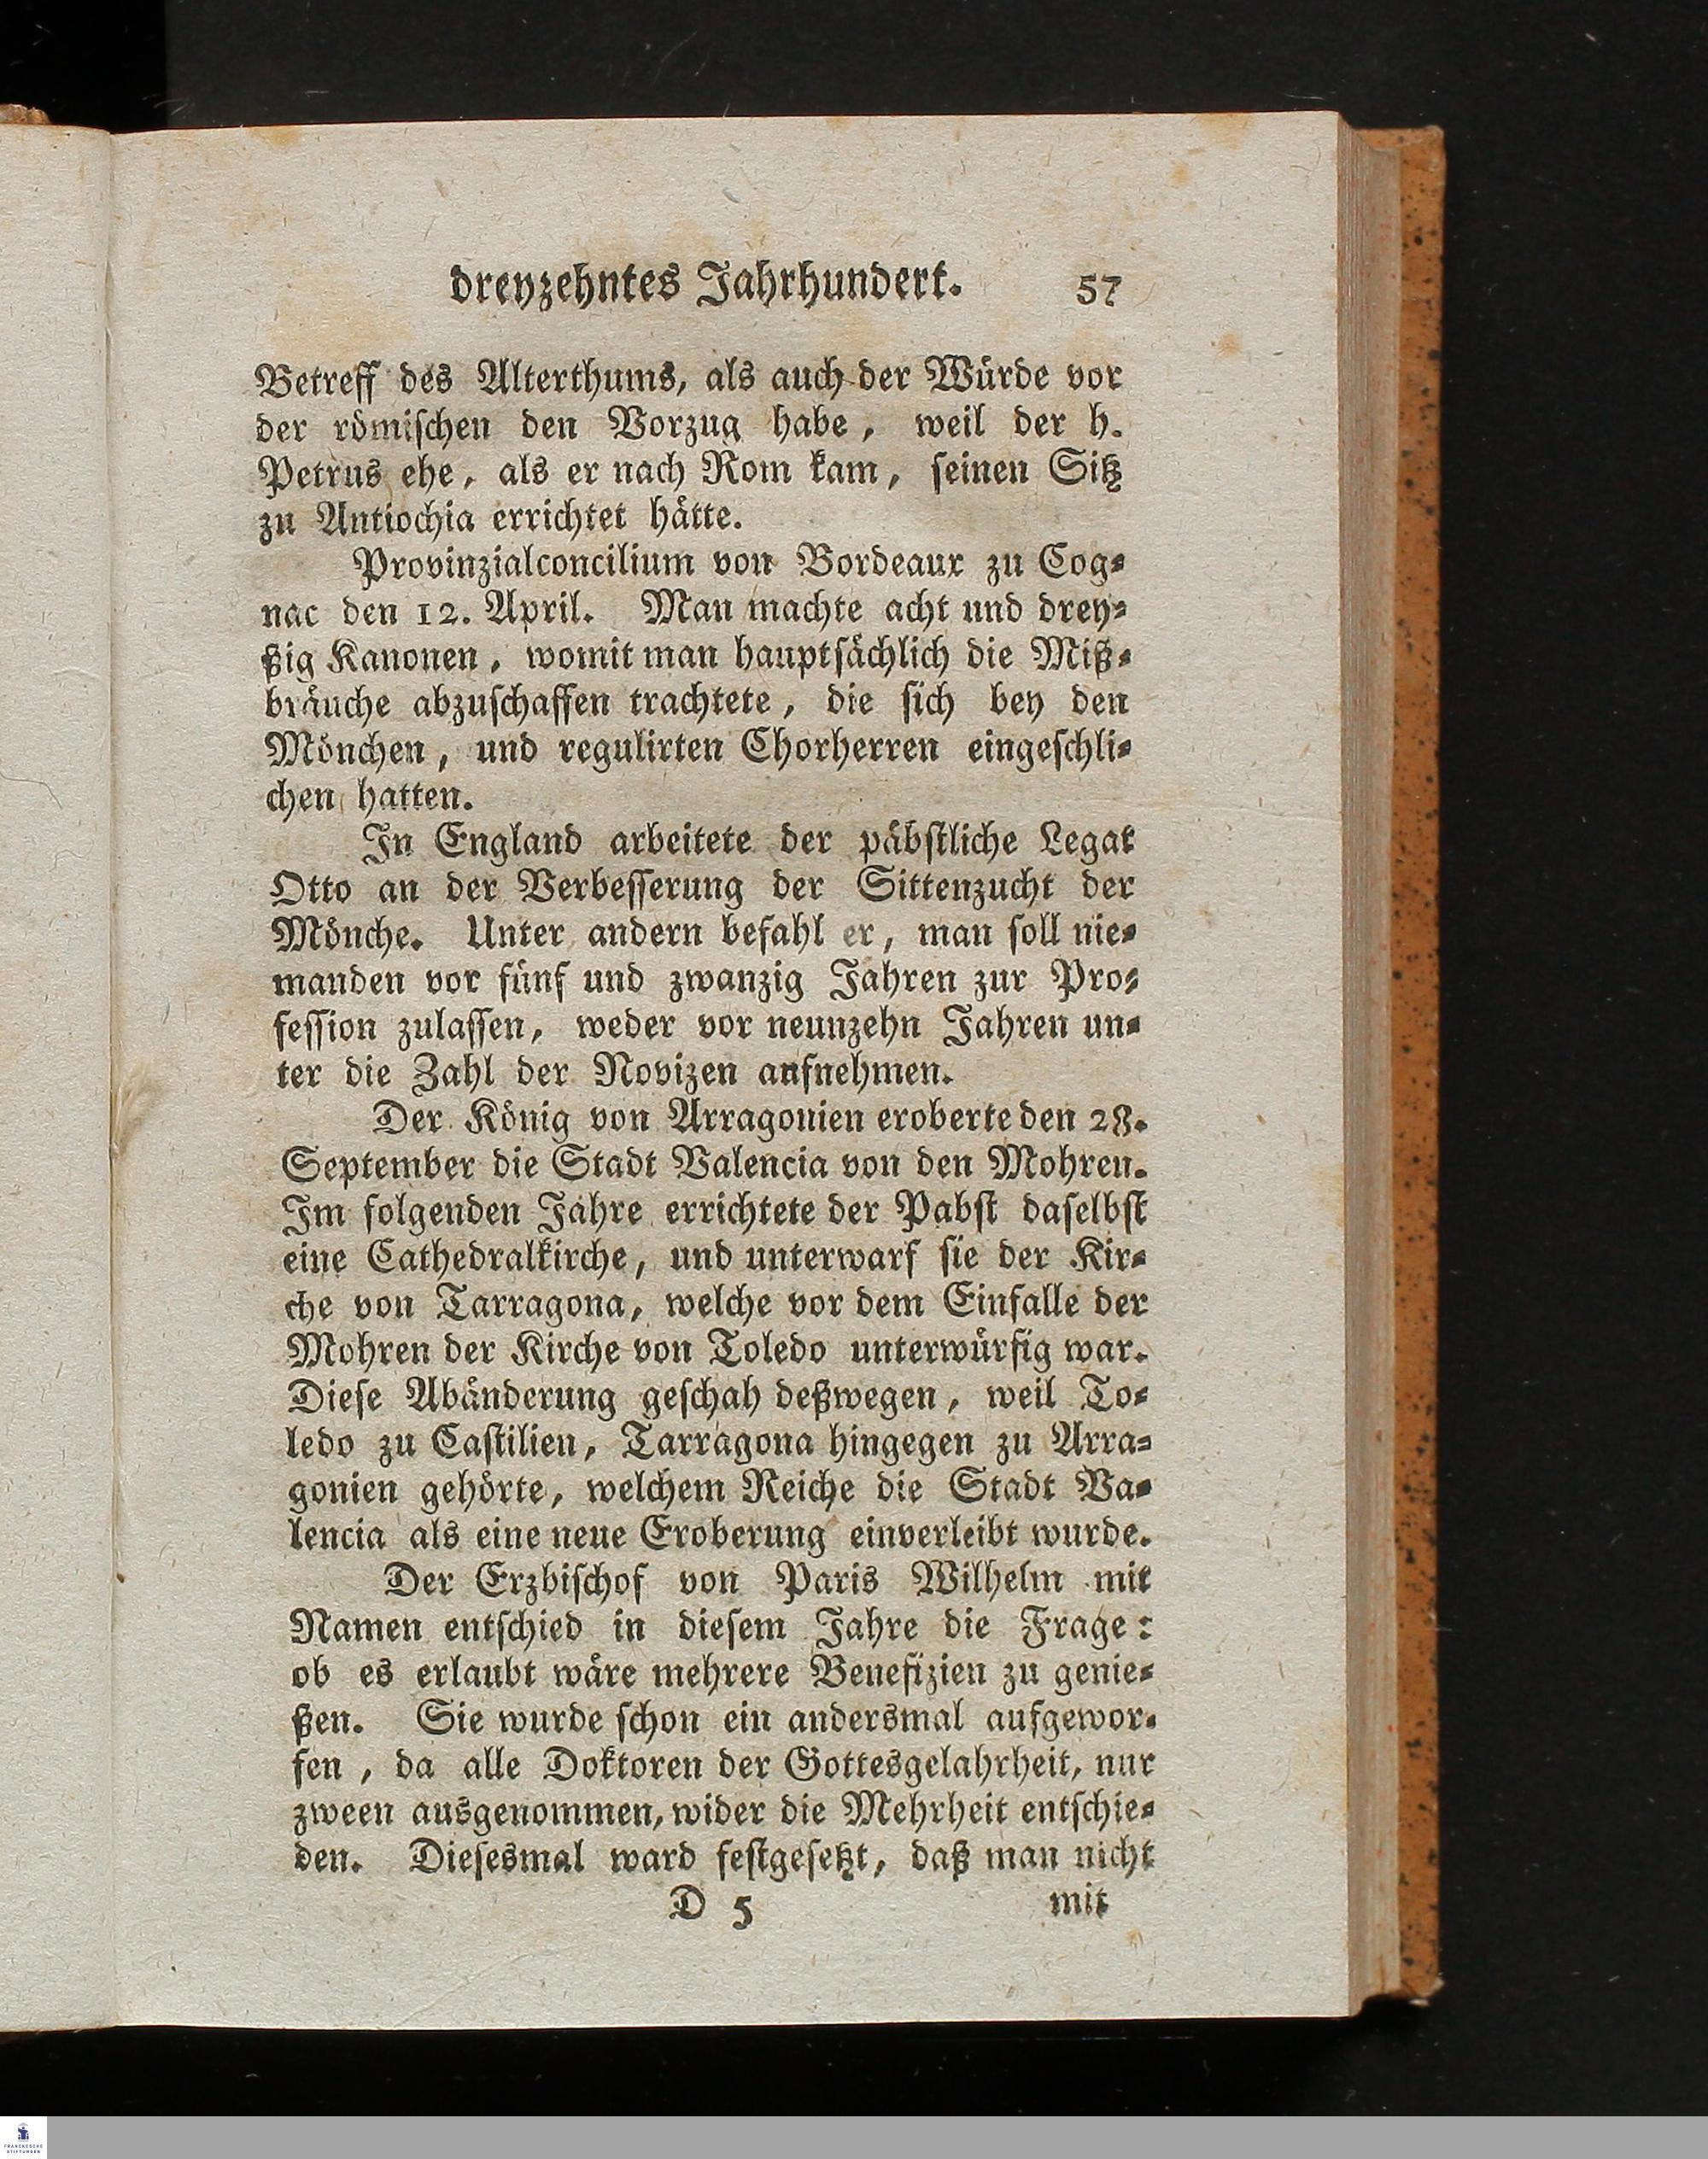 dreyzehntes Jahrhundert. 57
Betreff des Alterthums, als auch der Würde vor
der römischen den Vorzug habe, weil der h.
Petrus ehe, als er nach Rom kam, seinen Sitz
zu Antiochia errichtet hätte.
Provinzialconcilium von Bordeaux zu Cog-
nac den 12. April. Man machte acht und drey-
ßig Kanonen, womit man hauptsächlich die Miß-
bräuche abzuschaffen trachtete, die sich bey den
Mönchen, und regulirten Chorherren eingeschli-
chen hatten.
In England arbeitete der päbstliche Legat
Otto an der Verbesserung der Sittenzucht der
Mönche. Unter andern befahl er, man soll nie-
manden vor fünf und zwanzig Jahren zur Pro-
fession zulassen, weder vor neunzehn Jahren un-
ter die Zahl der Novizen aufnehmen.
Der König von Arragonien eroberte den 28.
September die Stadt Valencia von den Mohren.
Im folgenden Jahre errichtete der Pabst daselbst
eine Cathedralkirche, und unterwarf sie der Kir-
che von Tarragona, welche vor dem Einfalle der
Mohren der Kirche von Toledo unterwürfig war.
Diese Abänderung geschah deßwegen, weil To-
ledo zu Castilien, Tarragona hingegen zu Arra-
gonien gehörte, welchem Reiche die Stadt Va-
lencia als eine neue Eroberung einverleibt wurde.
Der Erzbischof von Paris Wilhelm mit
Namen entschied in diesem Jahre die Frage:
ob es erlaubt wäre mehrere Benefizien zu genie-
ßen. Sie wurde schon ein andersmal aufgewor-
fen, da alle Doktoren der Gottesgelahrheit, nur
zween ausgenommen, wider die Mehrheit entschie-
den. Diesesmal ward festgesetzt, daß man nicht
D 5 mit
FRANCKESCHE
STIFTUNGEN